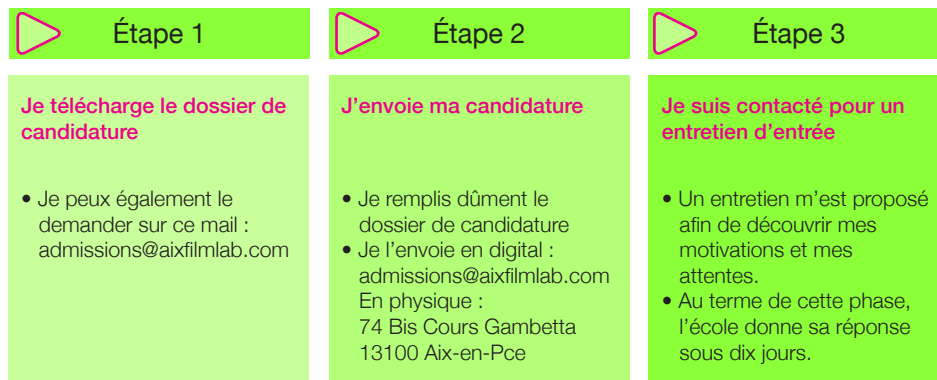 Étape 1
Je télécharge le dossier de
candidature
• Je peux également le
demander sur ce mail :
admissions@aixfilmlab.com
Étape 2
J’envoie ma candidature
• Je remplis dûment le
dossier de candidature
• Je l’envoie en digital :
admissions@aixfilmlab.com
En physique :
74 Bis Cours Gambetta
13100 Aix-en-Pce
Étape 3
Je suis contacté pour un
entretien d’entrée
• Un entretien m’est proposé
afin de découvrir mes
motivations et mes
attentes.
• Au terme de cette phase,
l’école donne sa réponse
sous dix jours.